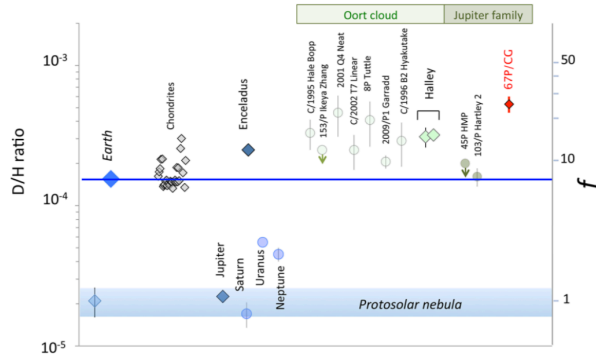 Oort cloud
Jupiter family
10-3
10-4
10-5
D/H ratio
Earth
Chondrites
Enceladus
C/1995 Hale Bopp
153/P Ikeya Zhang
2001 Q4 Neat
C/2002 T7 Linear
8P Tuttle
2009/P1 Garradd
C/1996 B2 Hyakutake
Halley
45P HMP
103/P Hartley 2
67P/CG
50
10
1
f
Jupiter
Saturn
Uranus
Neptune
Protosolar nebula